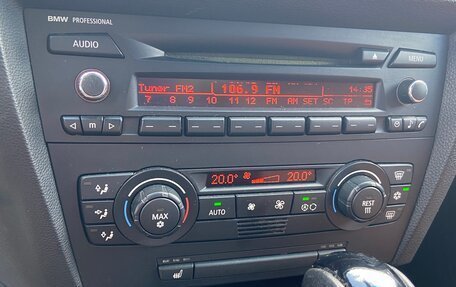 BMW PROFESSIONAL
AUDIO
MENU
Tuner FM2 106.9 FM 14:35
7 8 9 10 11 12 FM AM SET SC TP
m
20.0° 20.0°
MAX AUTO REST